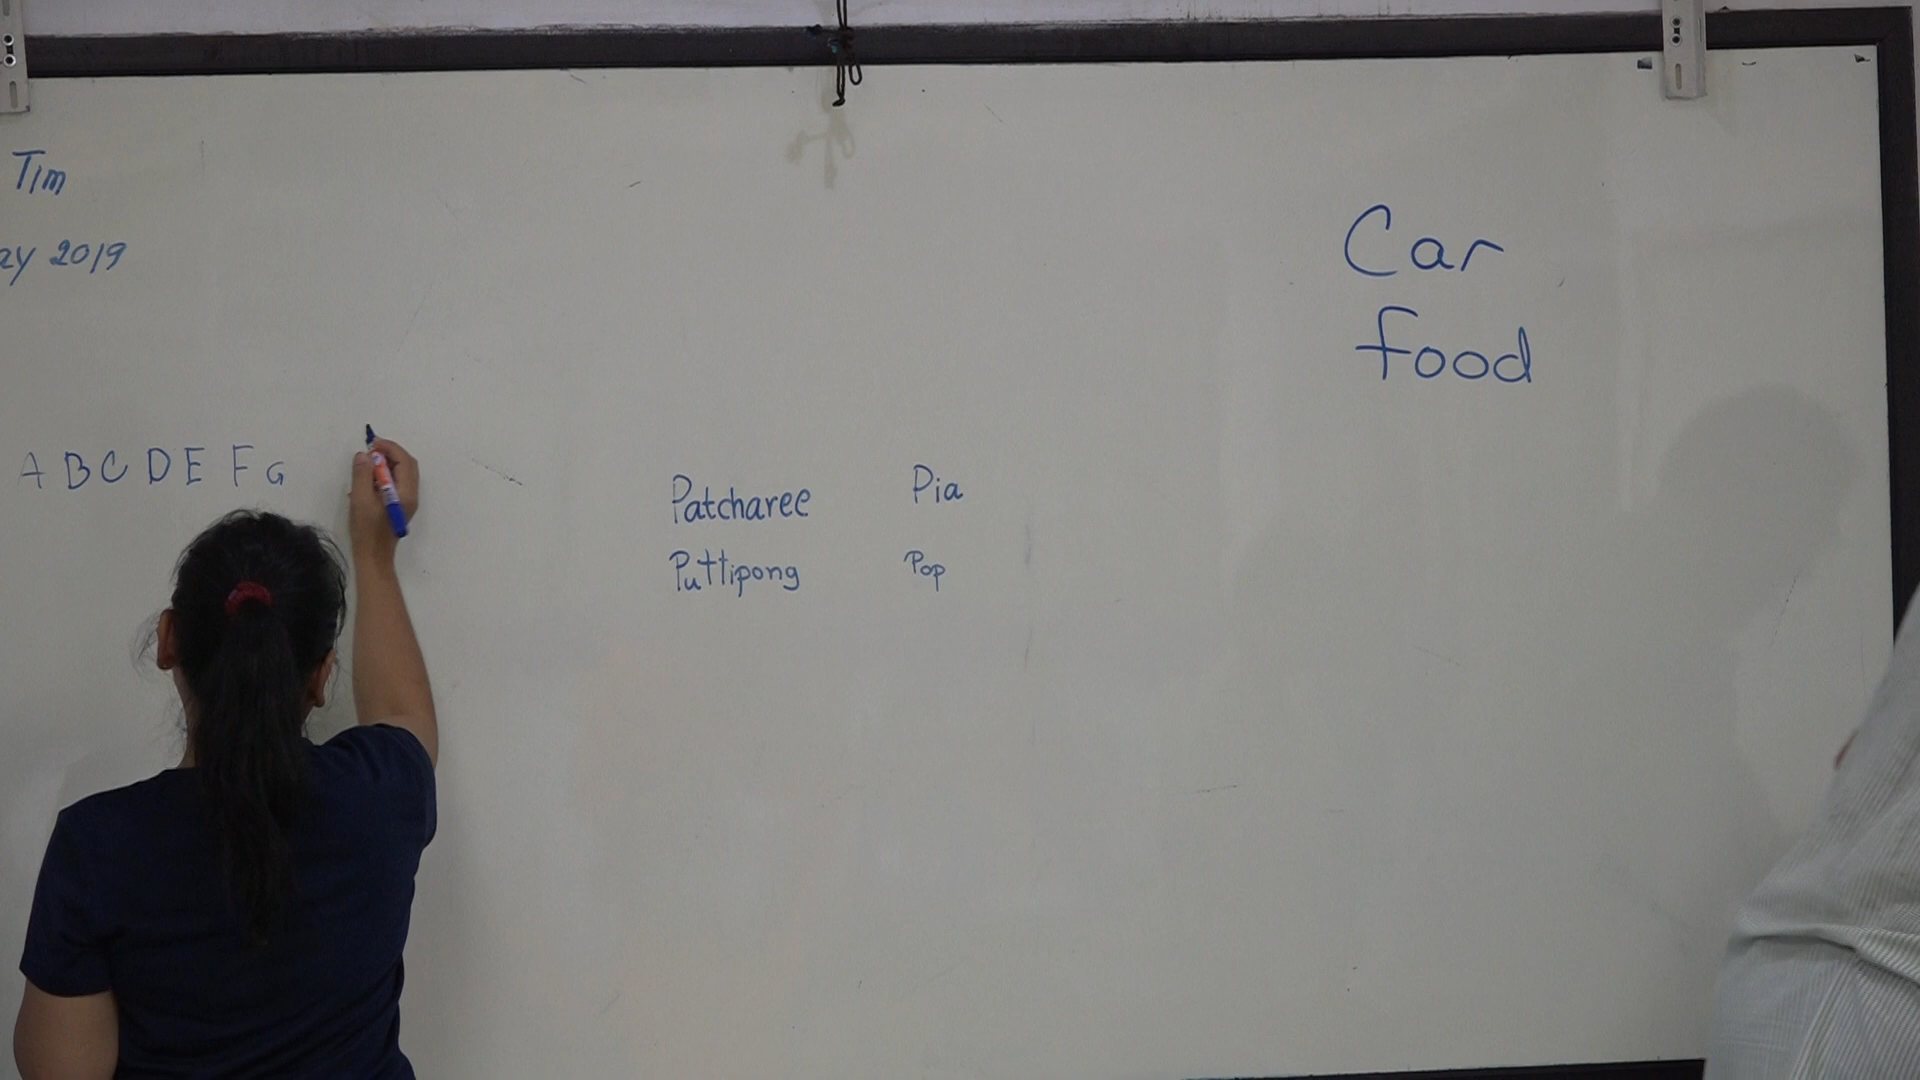 Tim
ay 2019
Car
food
A B C D E F G
Patcharee Pia
Puttipong Pop